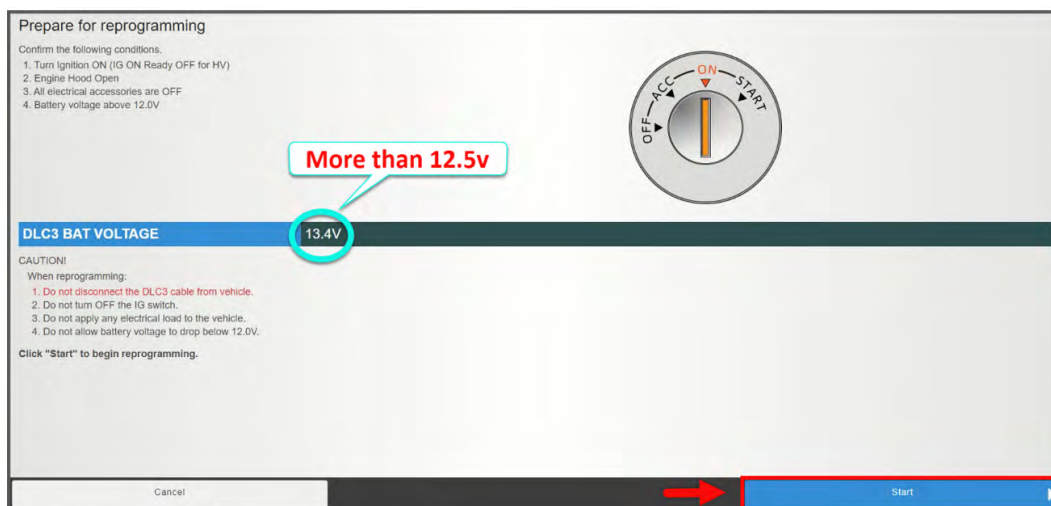 Prepare for reprogramming
Confirm the following conditions.
1. Turn Ignition ON (IG ON Ready OFF for HV)
2. Engine Hood Open
3. All electrical accessories are OFF
4. Battery voltage above 12.0V
OFF ACC ON START
More than 12.5v
DLC3 BAT VOLTAGE 13.4V
CAUTION!
When reprogramming:
1. Do not disconnect the DLC3 cable from vehicle.
2. Do not turn OFF the IG switch.
3. Do not apply any electrical load to the vehicle.
4. Do not allow battery voltage to drop below 12.0V.
Click "Start" to begin reprogramming.
Cancel Start